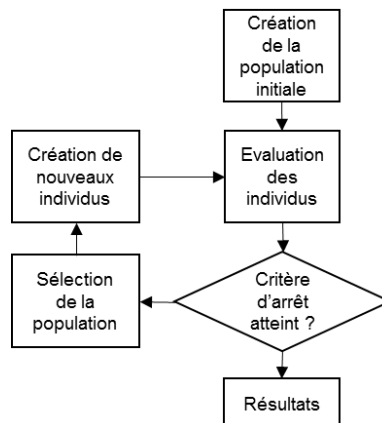 Création
de la
population
initiale
Création de
nouveaux
individus
Evaluation
des
individus
Sélection
de la
population
Critère
d'arrêt
atteint ?
Résultats